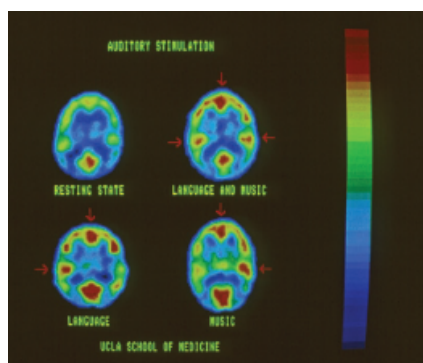 AUDITORY STIMULATION
RESTING STATE
LANGUAGE AND MUSIC
LANGUAGE
MUSIC
UCLA SCHOOL OF MEDICINE